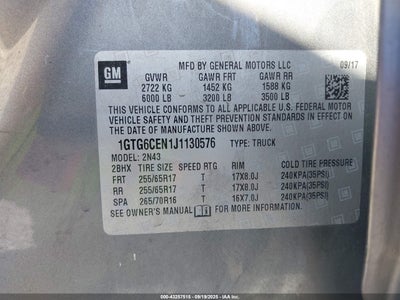 GM
MFD BY GENERAL MOTORS LLC 09/17
GVWR GAWR FRT GAWR RR
2722 KG 1452 KG 1588 KG
6000 LB 3200 LB 3500 LB
THIS VEHICLE CONFORMS TO ALL APPLICABLE U.S. FEDERAL MOTOR
VEHICLE SAFETY AND THEFT PREVENTION STANDARDS IN EFFECT ON
THE DATE OF MANUFACTURE SHOWN ABOVE.
1GTG6CEN1J1130576 TYPE: TRUCK
MODEL: 2N43
2BHX TIRE SIZE SPEED RTG RIM COLD TIRE PRESSURE
FRT 255/65R17 T 17X8.0J 240KPA(35PSI)
RR 255/65R17 T 17X8.0J 240KPA(35PSI)
SPA 265/70R16 T 16X7.0J 240KPA(35PSI)
SEE OWNER'S MANUAL FOR MORE INFORMATION.
000-43257515 - 09/19/2025 - IAAI